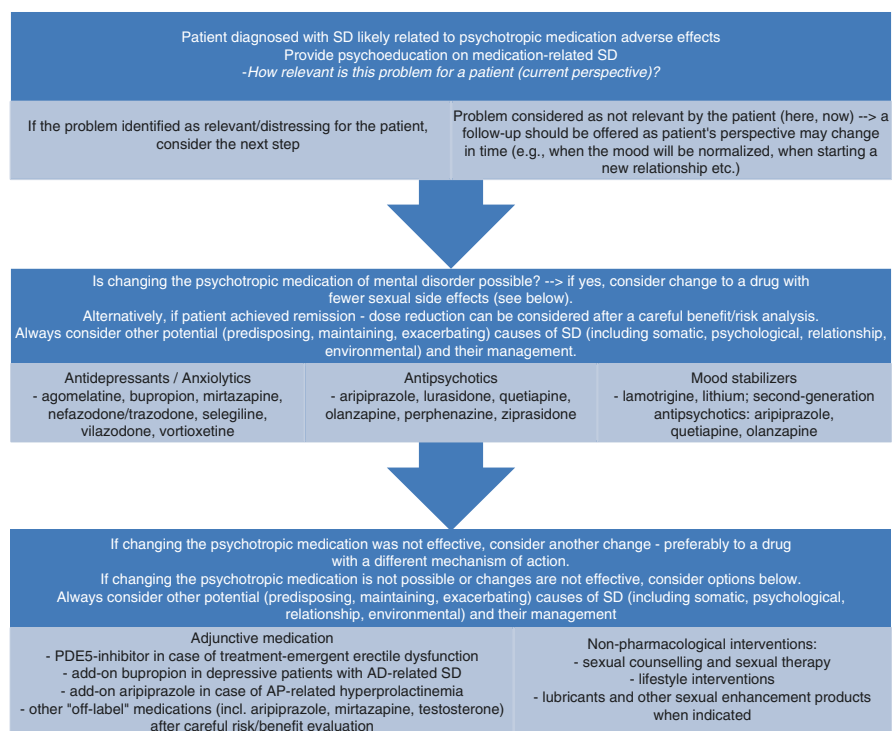 Patient diagnosed with SD likely related to psychotropic medication adverse effects
Provide psychoeducation on medication-related SD
-How relevant is this problem for a patient (current perspective)?
If the problem identified as relevant/distressing for the patient,
consider the next step
Problem considered as not relevant by the patient (here, now) --> a
follow-up should be offered as patient's perspective may change
in time (e.g., when the mood will be normalized, when starting a
new relationship etc.)
Is changing the psychotropic medication of mental disorder possible? --> if yes, consider change to a drug with
fewer sexual side effects (see below).
Alternatively, if patient achieved remission - dose reduction can be considered after a careful benefit/risk analysis.
Always consider other potential (predisposing, maintaining, exacerbating) causes of SD (including somatic, psychological, relationship,
environmental) and their management.
Antidepressants / Anxiolytics
- agomelatine, bupropion, mirtazapine,
nefazodone/trazodone, selegiline,
vilazodone, vortioxetine
Antipsychotics
- aripiprazole, lurasidone, quetiapine,
olanzapine, perphenazine, ziprasidone
Mood stabilizers
- lamotrigine, lithium; second-generation
antipsychotics: aripiprazole,
quetiapine, olanzapine
If changing the psychotropic medication was not effective, consider another change - preferably to a drug
with a different mechanism of action.
If changing the psychotropic medication is not possible or changes are not effective, consider options below.
Always consider other potential (predisposing, maintaining, exacerbating) causes of SD (including somatic, psychological,
relationship, environmental) and their management
Adjunctive medication
- PDE5-inhibitor in case of treatment-emergent erectile dysfunction
- add-on bupropion in depressive patients with AD-related SD
- add-on aripiprazole in case of AP-related hyperprolactinemia
- other "off-label" medications (incl. aripiprazole, mirtazapine, testosterone)
after careful risk/benefit evaluation
Non-pharmacological interventions:
- sexual counselling and sexual therapy
- lifestyle interventions
- lubricants and other sexual enhancement products
when indicated